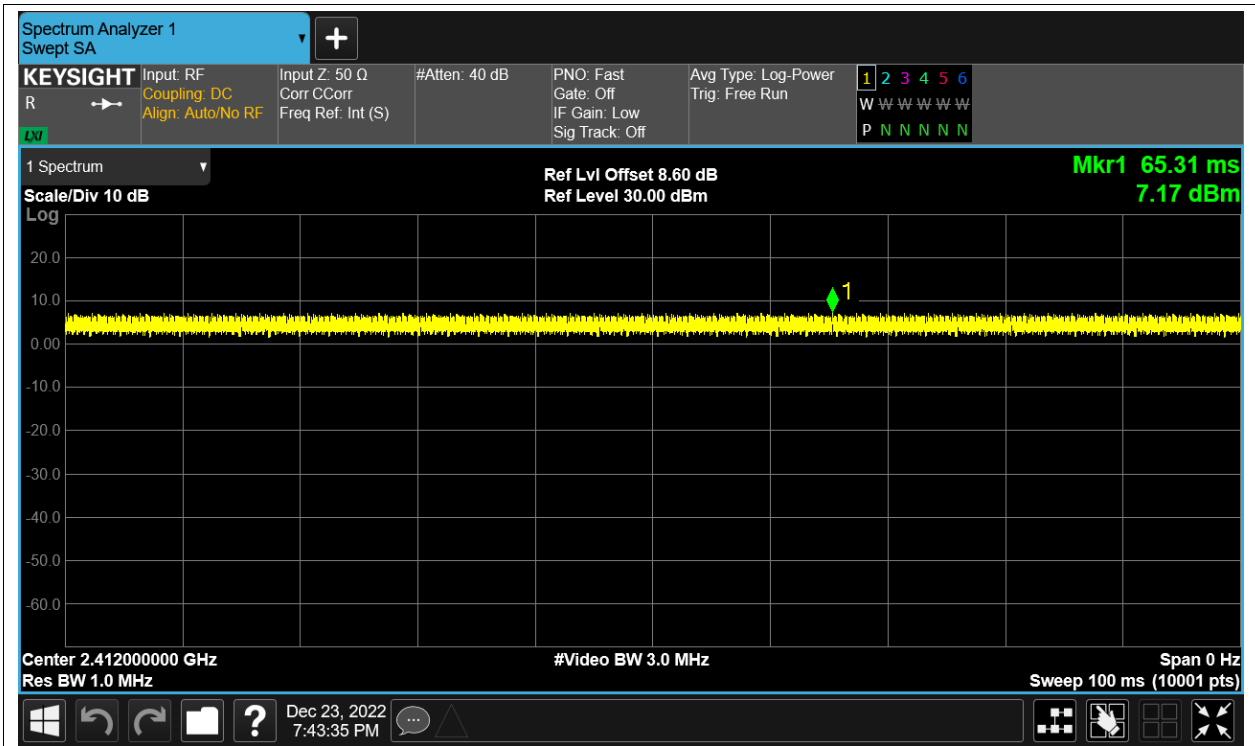 Spectrum Analyzer 1
Swept SA
KEYSIGHT
R
LXI
Input: RF
Coupling: DC
Align: Auto/No RF
Input Z: 50 Ω
Corr CCorr
Freq Ref: Int (S)
#Atten: 40 dB
PNO: Fast
Gate: Off
IF Gain: Low
Sig Track: Off
Avg Type: Log-Power
Trig: Free Run
1 2 3 4 5 6
W W W W W W
P N N N N N
1 Spectrum
Scale/Div 10 dB
Log
Ref Lvl Offset 8.60 dB
Ref Level 30.00 dBm
Mkr1 65.31 ms
7.17 dBm
20.0
10.0
1
0.00
-10.0
-20.0
-30.0
-40.0
-50.0
-60.0
Center 2.412000000 GHz
#Video BW 3.0 MHz
Span 0 Hz
Res BW 1.0 MHz
Sweep 100 ms (10001 pts)
?
Dec 23, 2022
7:43:35 PM